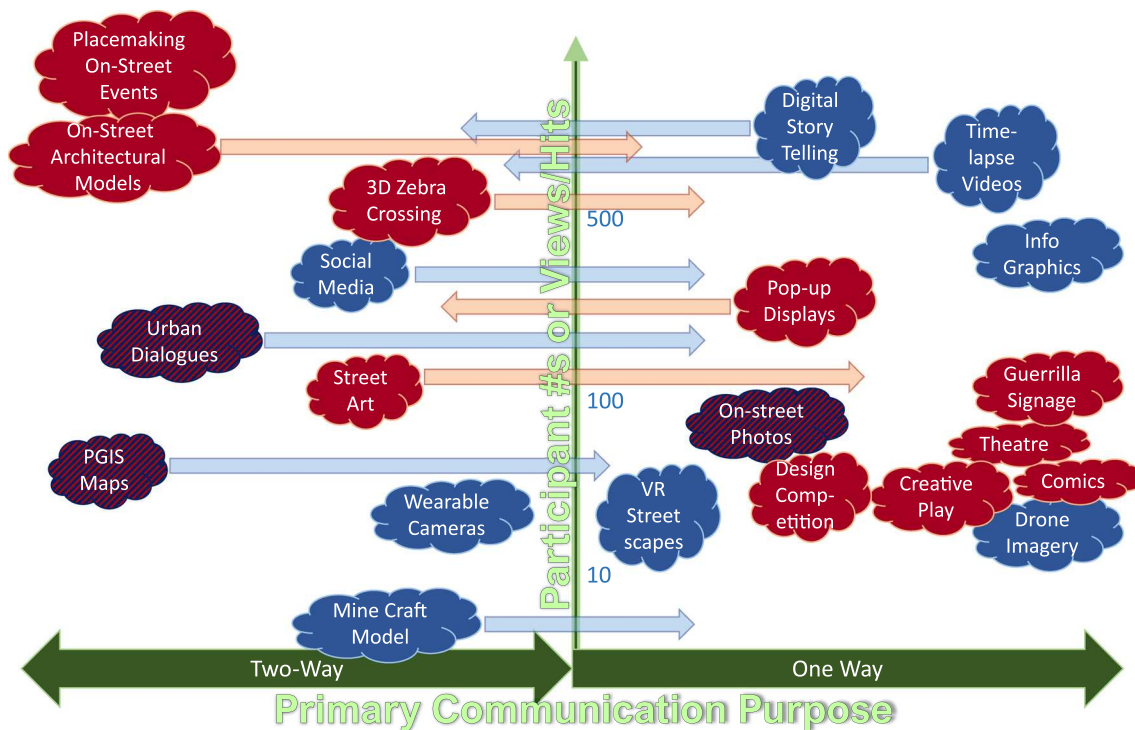 Placemaking
On-Street
Events
On-Street
Architectural
Models
Digital
Story
Telling
Time-
lapse
Videos
3D Zebra
Crossing
500
Social
Media
Info
Graphics
Pop-up
Displays
Urban
Dialogues
Street
Art
100
Guerrilla
Signage
On-street
Photos
Theatre
PGIS
Maps
Design
Comp-
etition
Creative
Play
Comics
Wearable
Cameras
VR
Street
scapes
Drone
Imagery
10
Mine Craft
Model
Participant #s or Views/Hits
Two-Way
One Way
Primary Communication Purpose